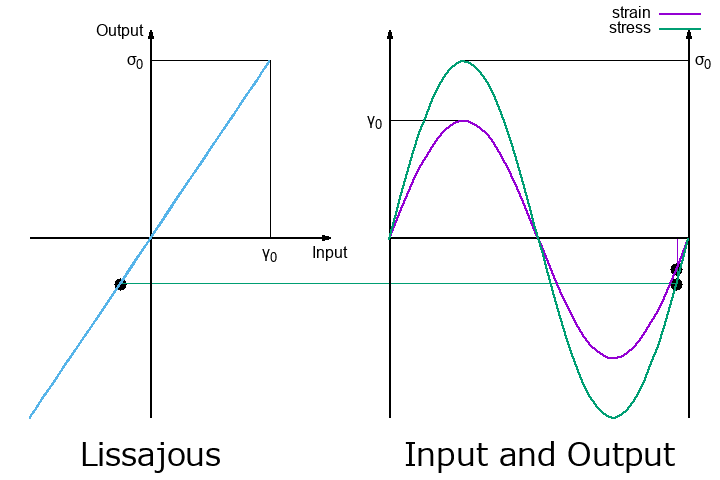 Output
σ0
γ0
Input
Lissajous
strain
stress
γ0
σ0
Input and Output